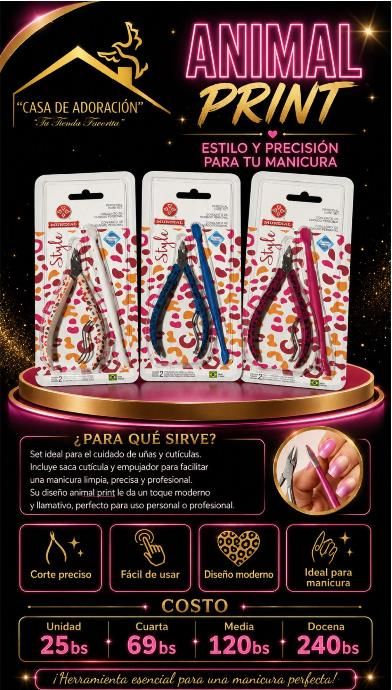 ANIMAL
PRINT
"CASA DE ADORACIÓN"
"Tu Tienda Favorita"
ESTILO Y PRECISIÓN
PARA TU MANICURA
MUNDIAL
Style
MUNDIAL
Style
MUNDIAL
Style
2
2
2
¿PARA QUÉ SIRVE?
Set ideal para el cuidado de uñas y cutículas.
Incluye saca cutícula y empujador para facilitar
una manicura limpia, precisa y profesional.
Su diseño animal print le da un toque moderno
y llamativo, perfecto para uso personal o profesional.
Corte preciso
Fácil de usar
Diseño moderno
Ideal para
manicura
COSTO
Unidad Cuarta Media Docena
25bs 69bs 120bs 240bs
¡Herramienta esencial para una manicura perfecta!